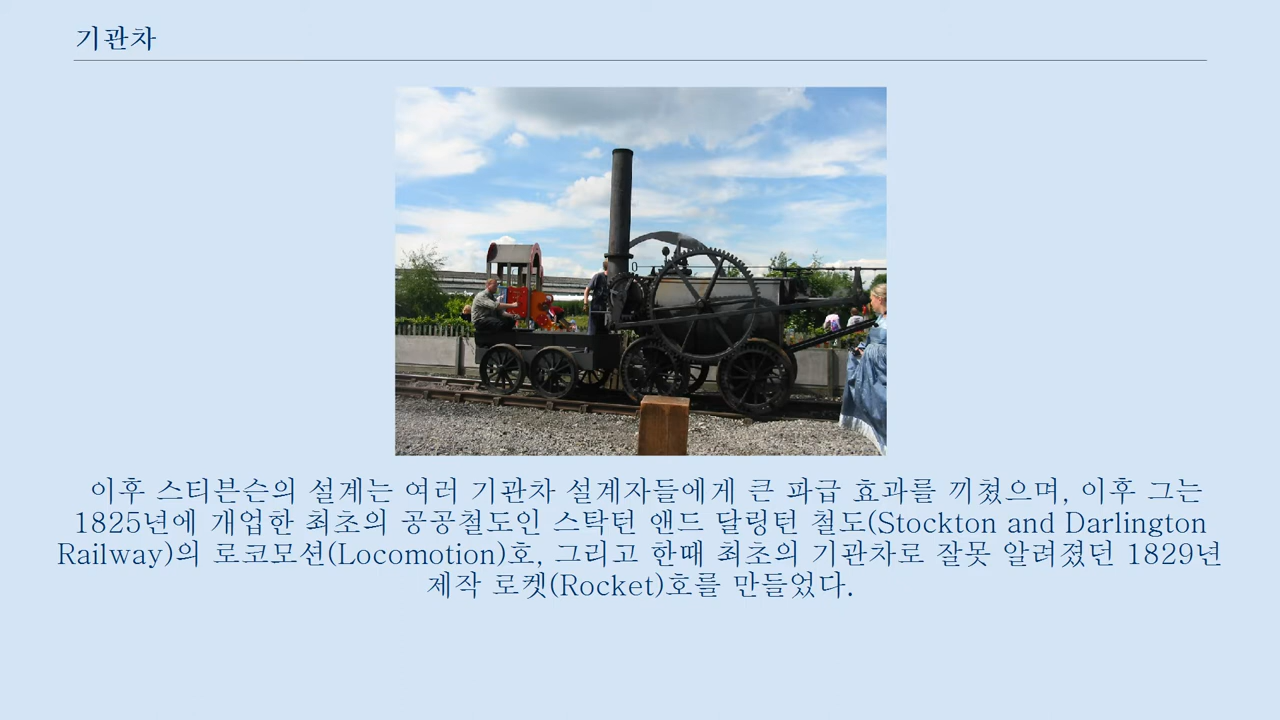 기관차
이후 스티븐슨의 설계는 여러 기관차 설계자들에게 큰 파급 효과를 끼쳤으며, 이후 그는
1825년에 개업한 최초의 공공철도인 스탁턴 앤드 달링턴 철도(Stockton and Darlington
Railway)의 로코모션(Locomotion)호, 그리고 한때 최초의 기관차로 잘못 알려졌던 1829년
제작 로켓(Rocket)호를 만들었다.